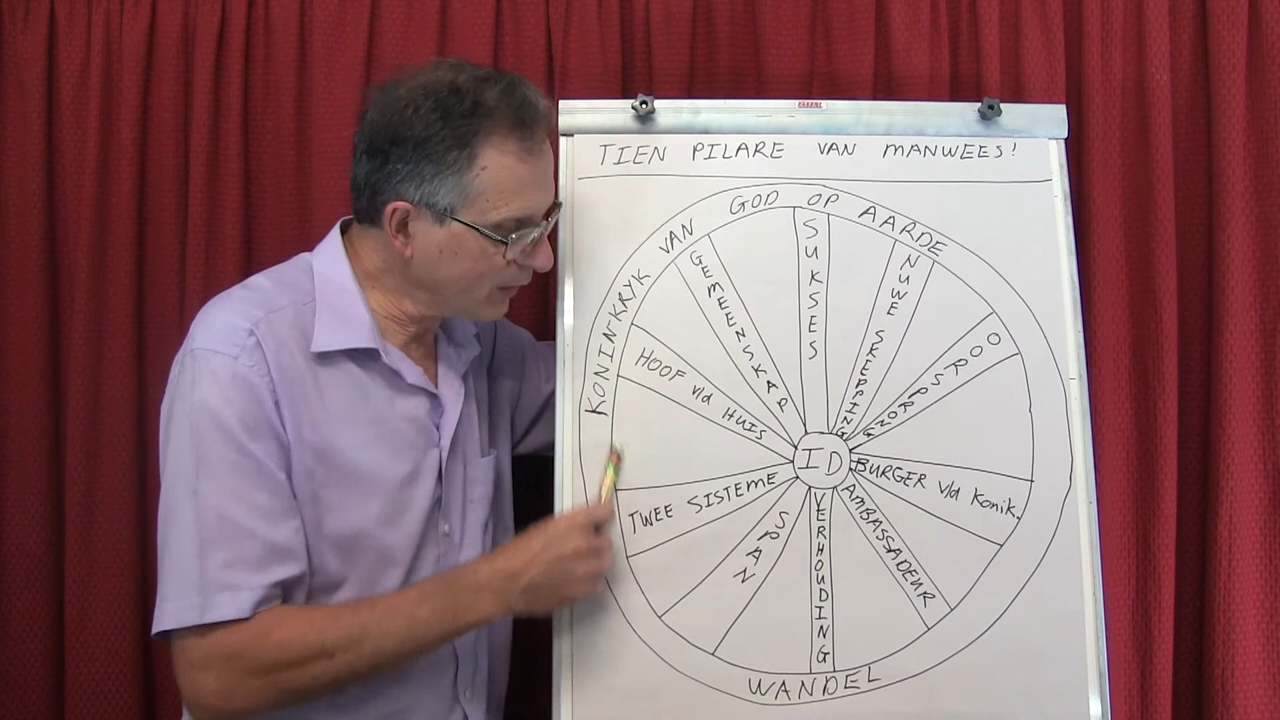 TIEN PILARE VAN MANWEES!
KONINKRYK VAN GOD OP AARDE
SUKSES
NUWE SKEPPING
OORSPRONG
BURGER v/d Konik.
AMBASSADEUR
VERHOUDING
SPAN
TWEE SISTEME
HOOF v/d HUIS
GEMEENSKAP
ID
WANDEL